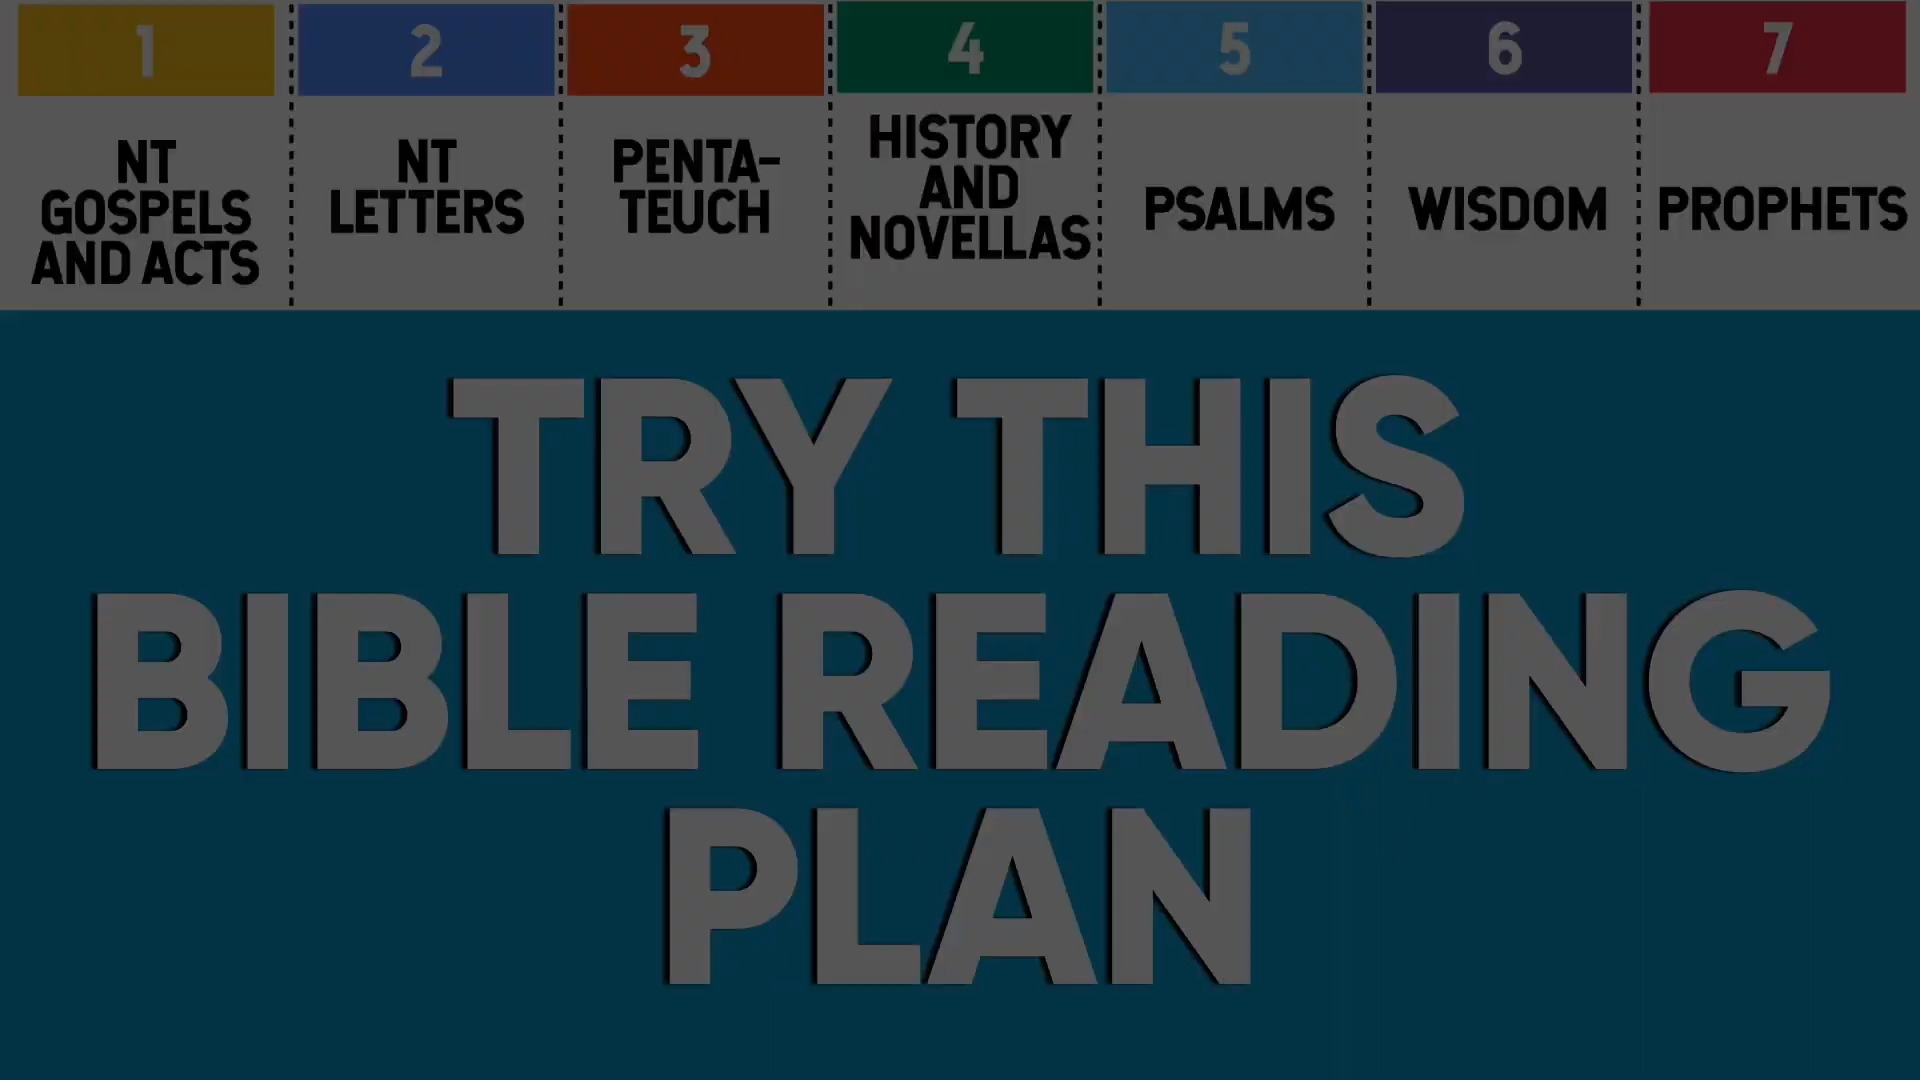 1
NT
GOSPELS
AND ACTS
2
NT
LETTERS
3
PENTA-
TEUCH
4
HISTORY
AND
NOVELLAS
5
PSALMS
6
WISDOM
7
PROPHETS
TRY THIS
BIBLE READING
PLAN